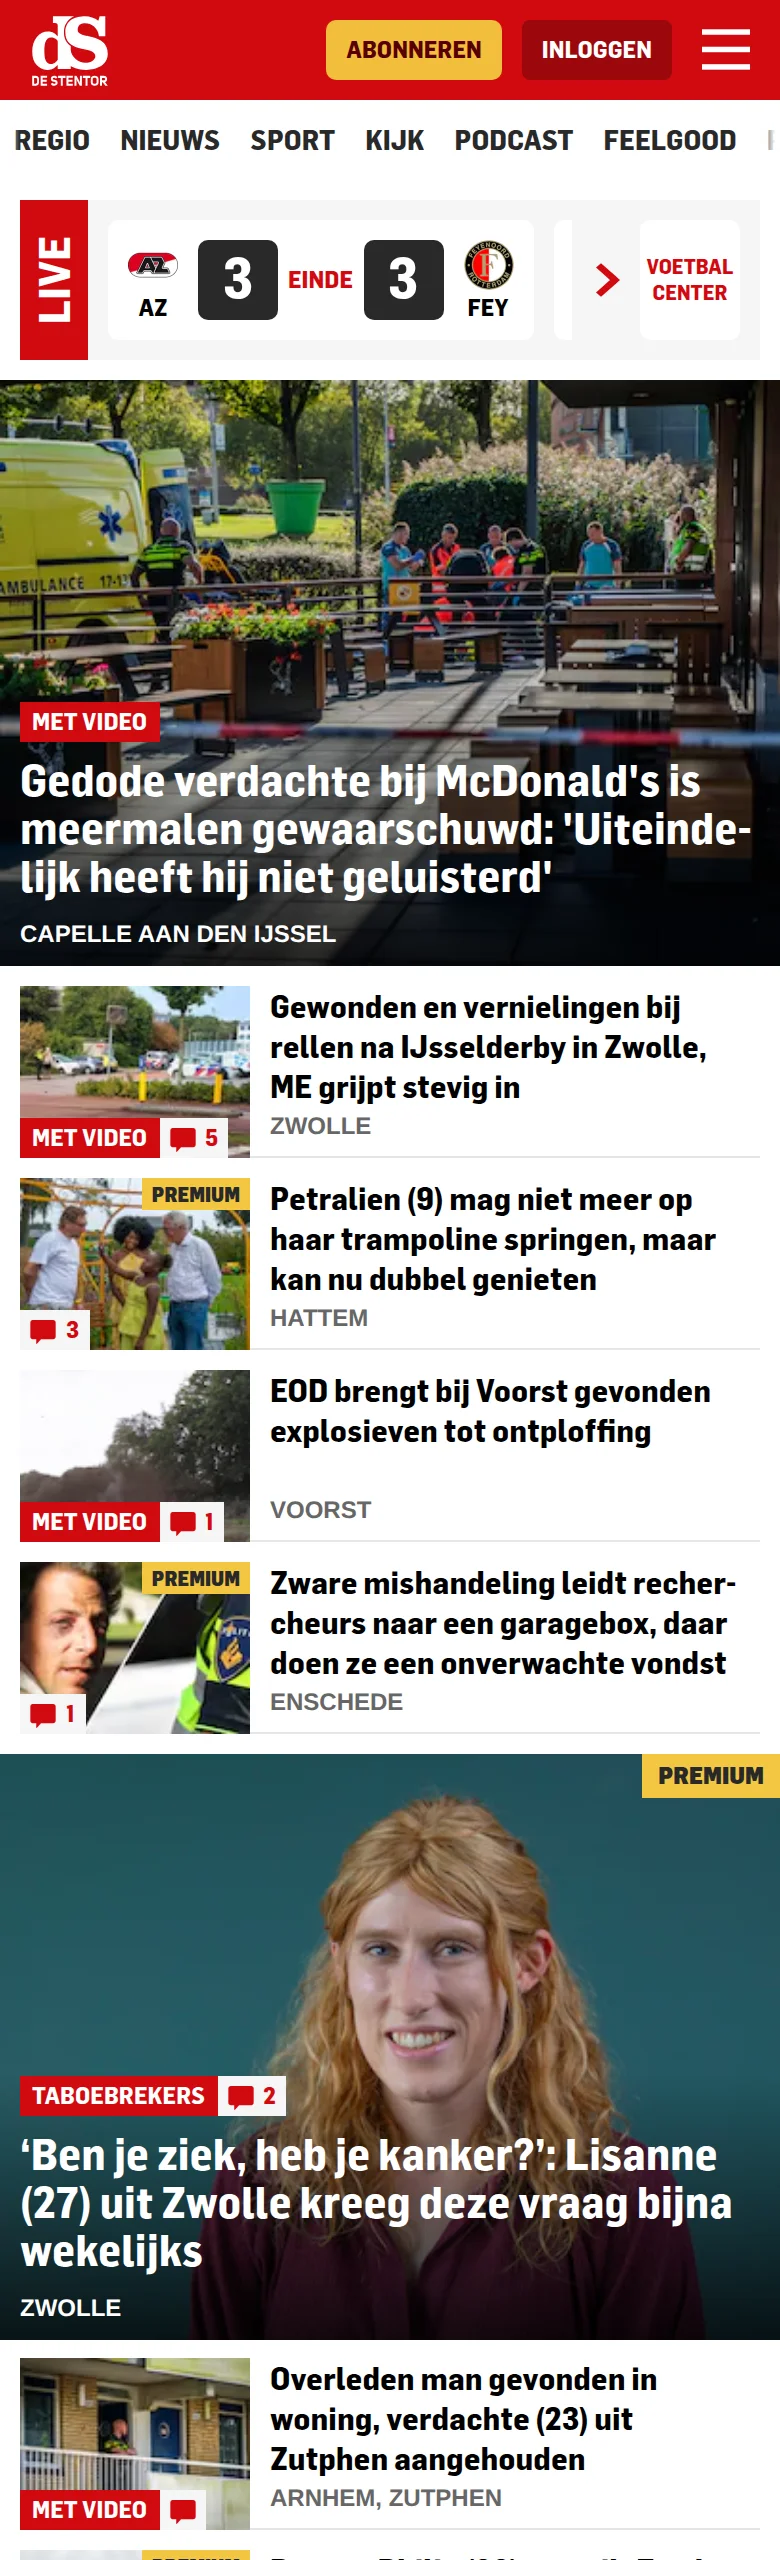 dS
DE STENTOR
ABONNEREN
INLOGGEN
REGIO NIEUWS SPORT KIJK PODCAST FEELGOOD
LIVE
AZ
3
EINDE
3
FEY
VOETBAL
CENTER
AMBULANCE
MET VIDEO
Gedode verdachte bij McDonald's is
meermalen gewaarschuwd: 'Uiteinde-
lijk heeft hij niet geluisterd'
CAPELLE AAN DEN IJSSEL
MET VIDEO 5
Gewonden en vernielingen bij
rellen na IJsselderby in Zwolle,
ME grijpt stevig in
ZWOLLE
PREMIUM
3
Petralien (9) mag niet meer op
haar trampoline springen, maar
kan nu dubbel genieten
HATTEM
MET VIDEO 1
EOD brengt bij Voorst gevonden
explosieven tot ontploffing
VOORST
PREMIUM
1
Zware mishandeling leidt recher-
cheurs naar een garagebox, daar
doen ze een onverwachte vondst
ENSCHEDE
PREMIUM
TABOEBREKERS 2
‘Ben je ziek, heb je kanker?’: Lisanne
(27) uit Zwolle kreeg deze vraag bijna
wekelijks
ZWOLLE
MET VIDEO
Overleden man gevonden in
woning, verdachte (23) uit
Zutphen aangehouden
ARNHEM, ZUTPHEN